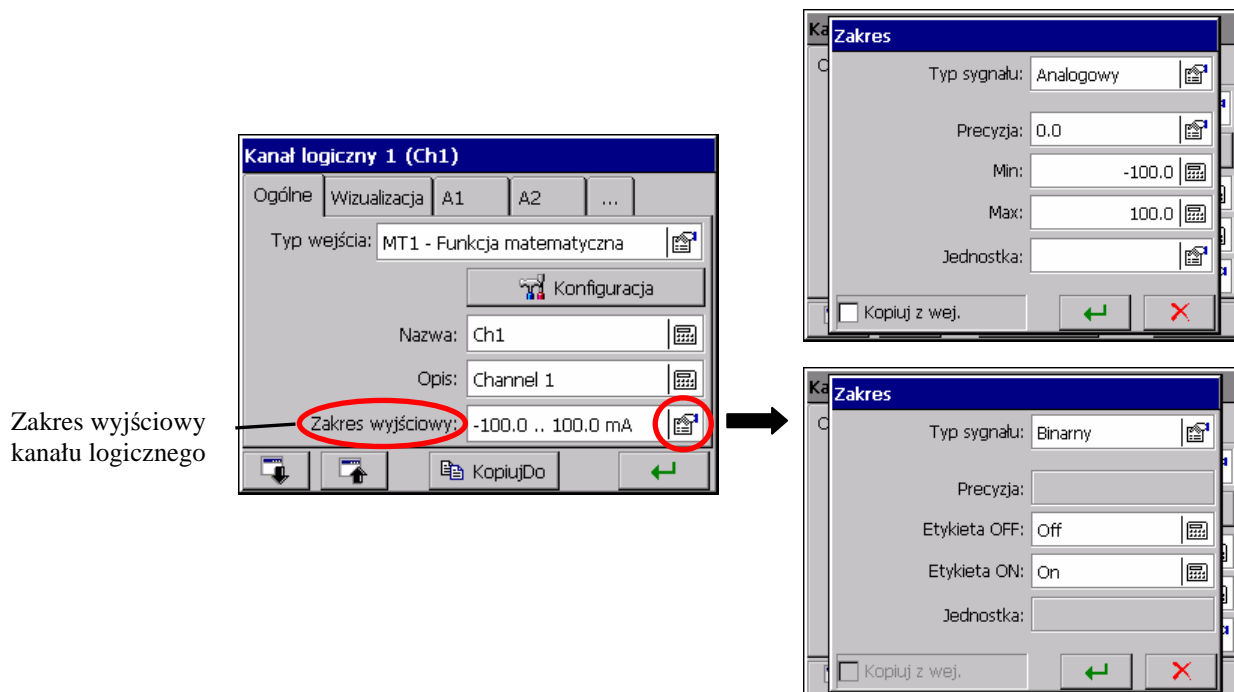 Zakres wyjściowy
kanału logicznego
Kanał logiczny 1 (Ch1)
Ogólne Wizualizacja A1 A2 ...
Typ wejścia: MT1 - Funkcja matematyczna
Konfiguracja
Nazwa: Ch1
Opis: Channel 1
Zakres wyjściowy: -100.0 .. 100.0 mA
KopiujDo
Ka
Zakres
Typ sygnału: Analogowy
Precyzja: 0.0
Min: -100.0
Max: 100.0
Jednostka:
Kopiuj z wej.
Ka
Zakres
Typ sygnału: Binarny
Precyzja:
Etykieta OFF: Off
Etykieta ON: On
Jednostka:
Kopiuj z wej.